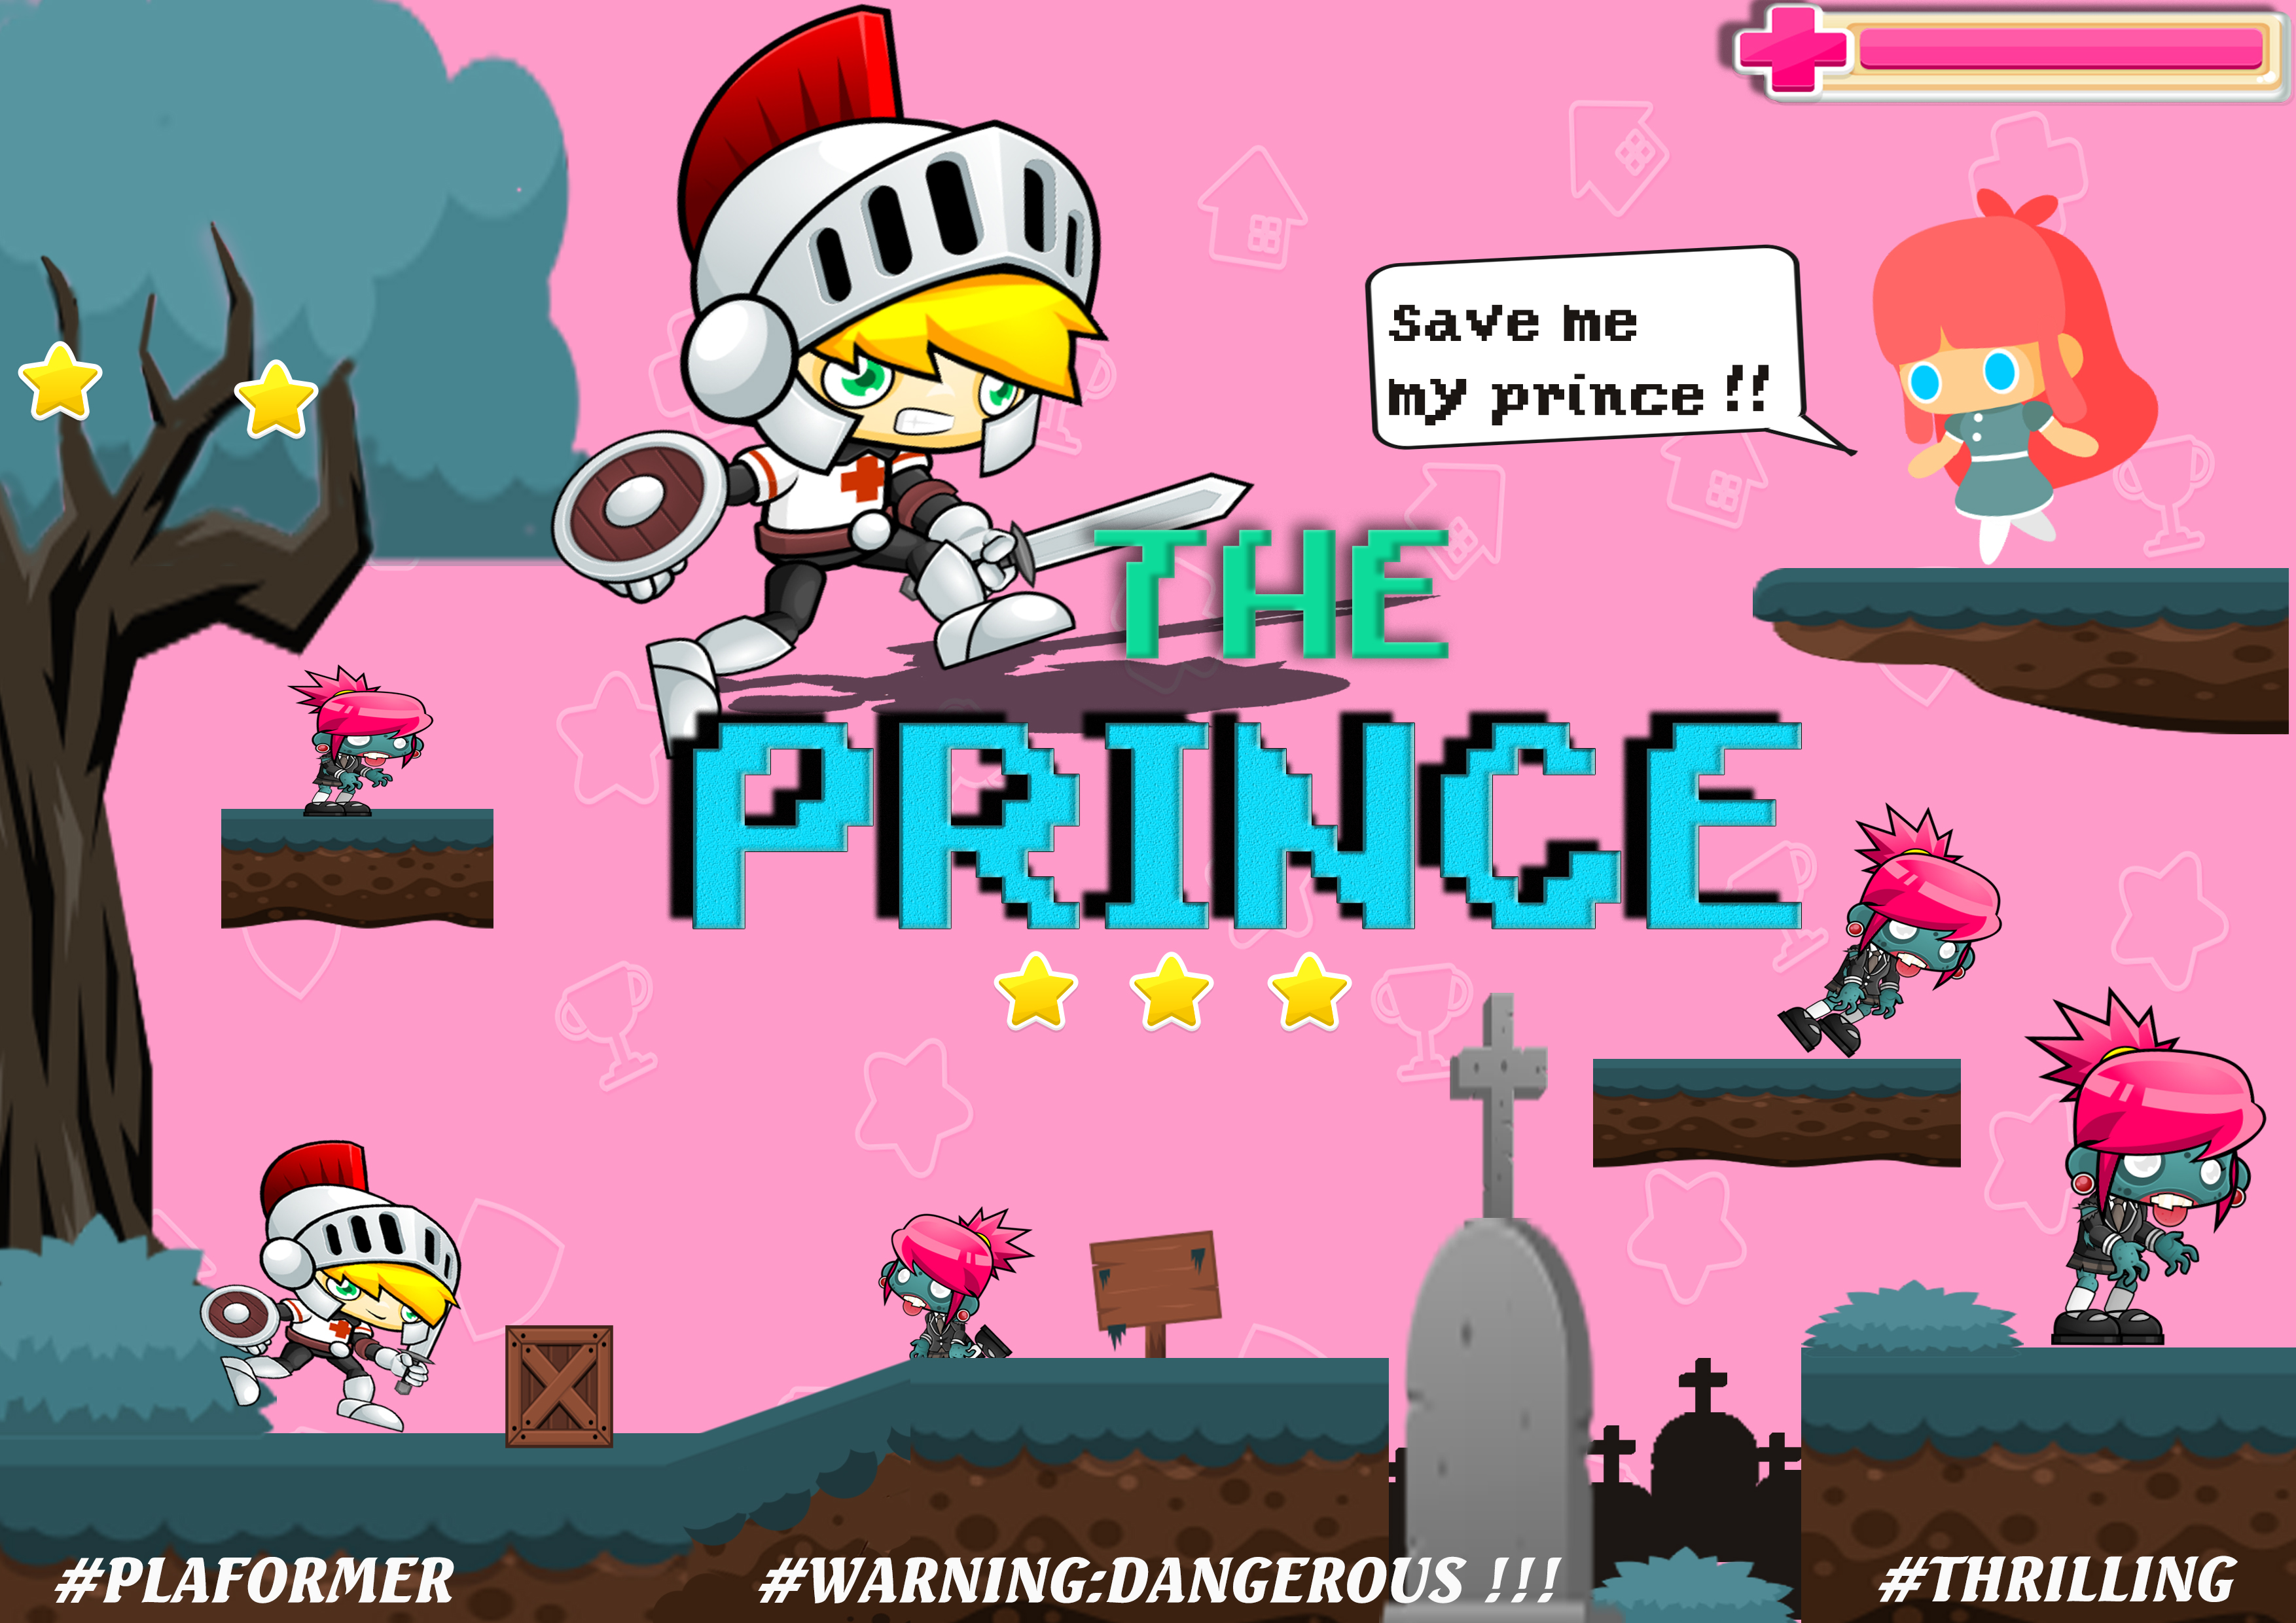 save me
my prince !!
THE
PRINCE
#PLAFORMER
#WARNING:DANGEROUS !!!
#THRILLING